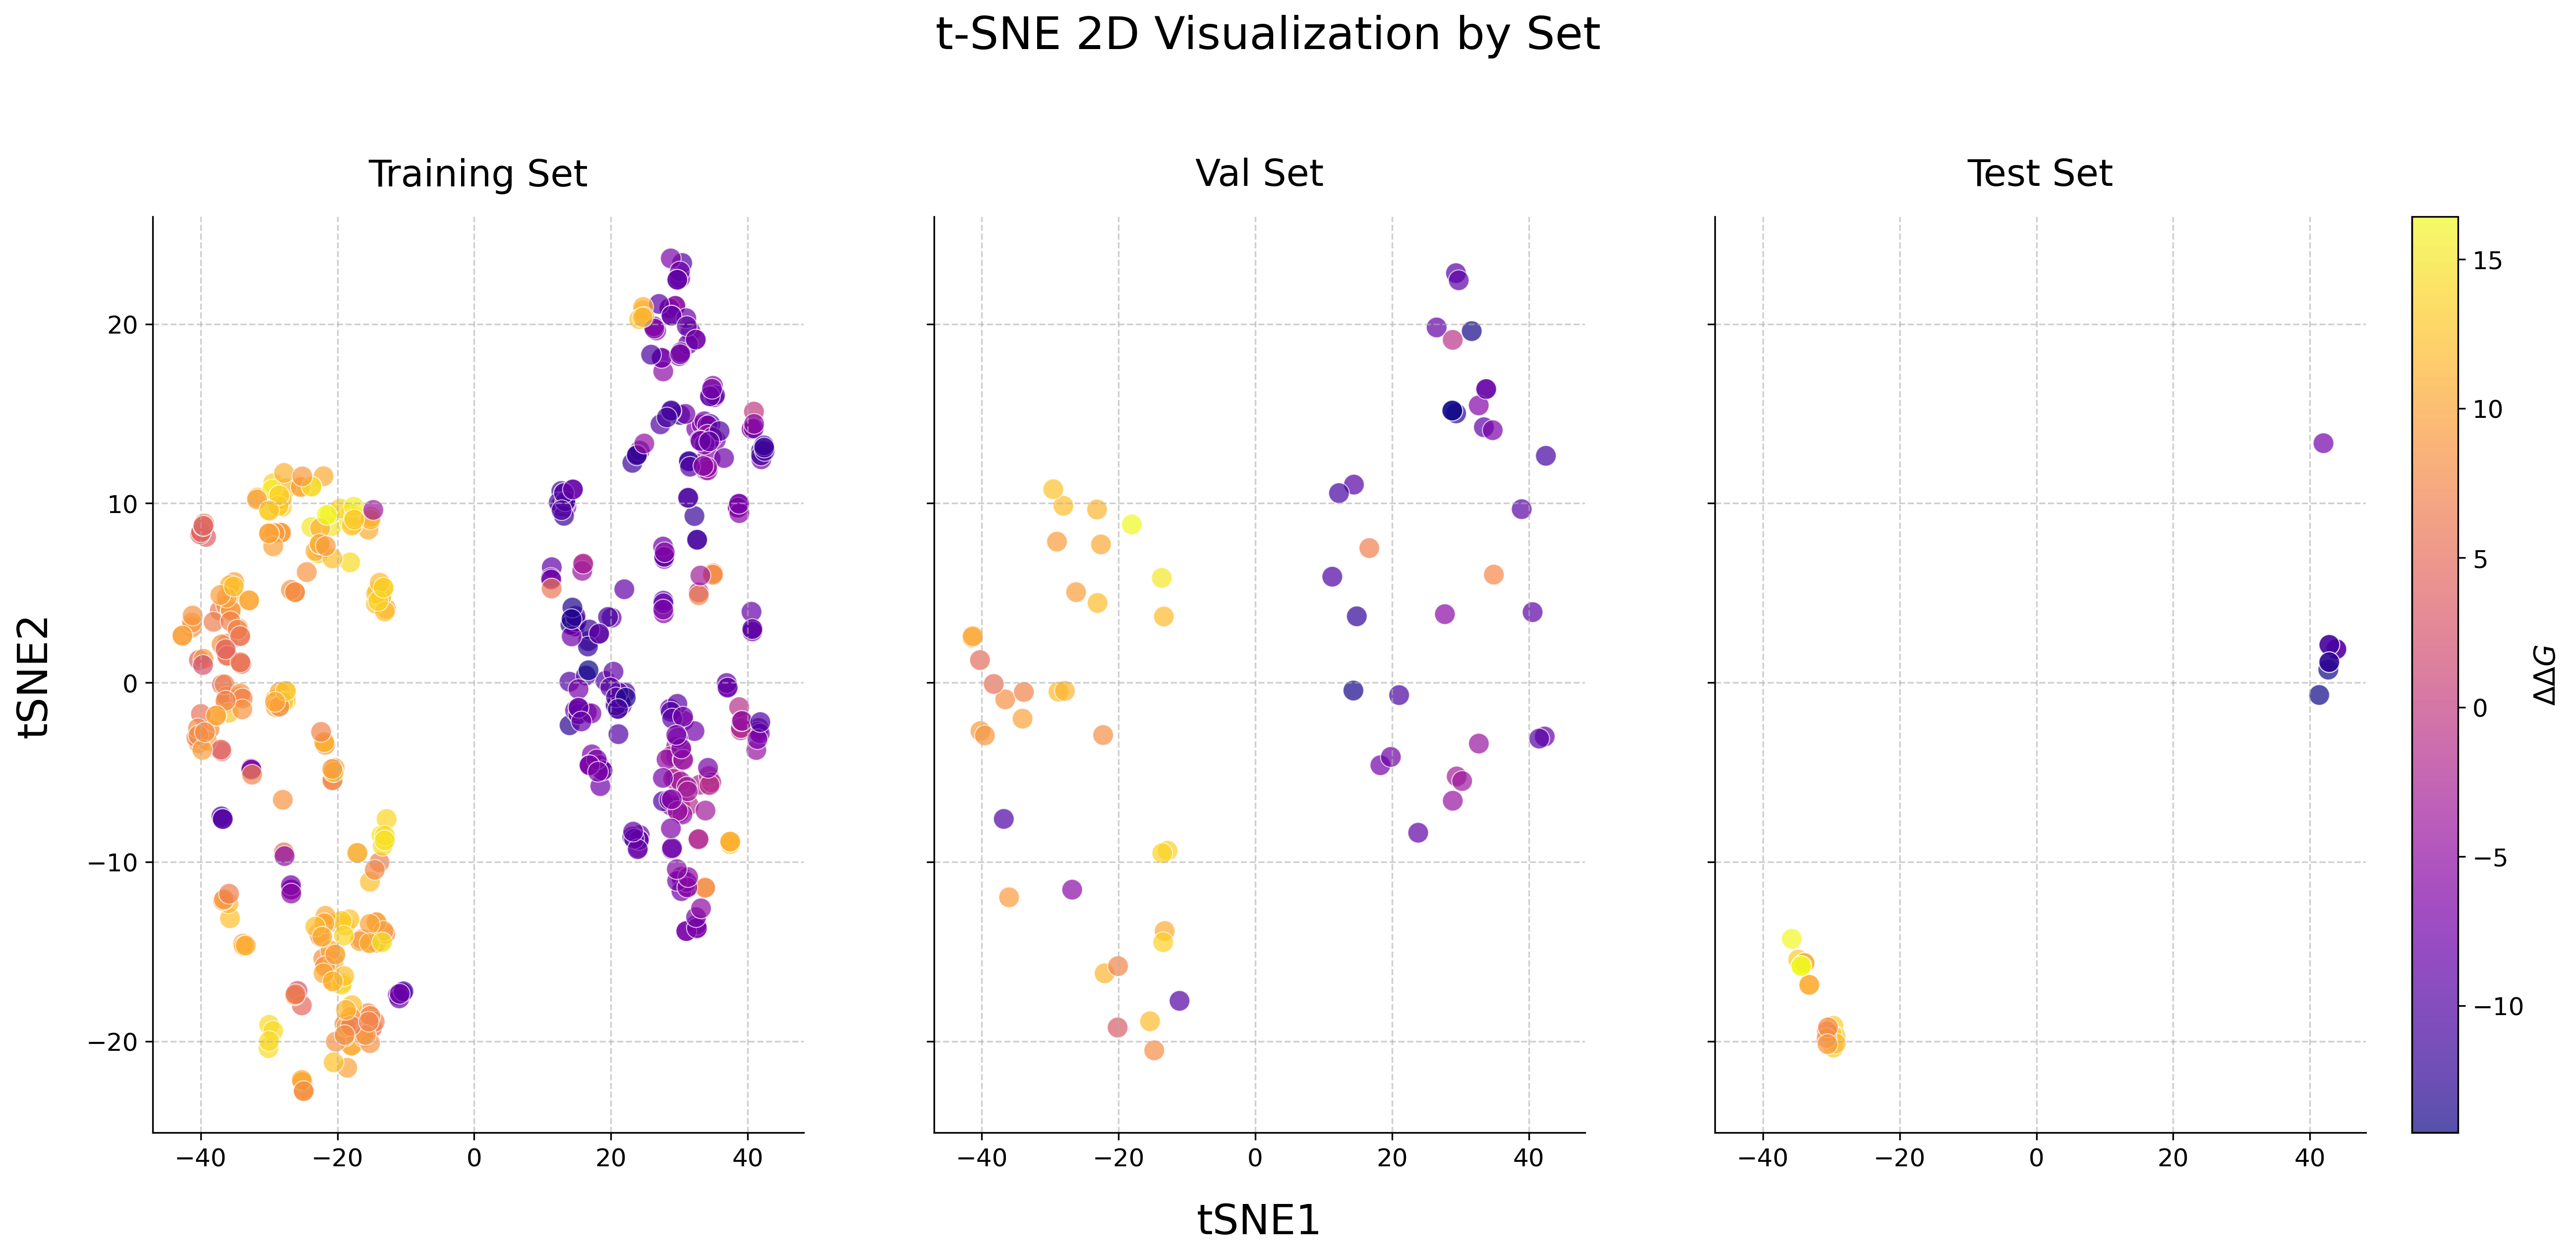 t-SNE 2D Visualization by Set
Training Set
Val Set
Test Set
tSNE2
20
10
0
−10
−20
−40 −20 0 20 40
−40 −20 0 20 40
−40 −20 0 20 40
tSNE1
15
10
5
0
−5
−10
ΔΔG